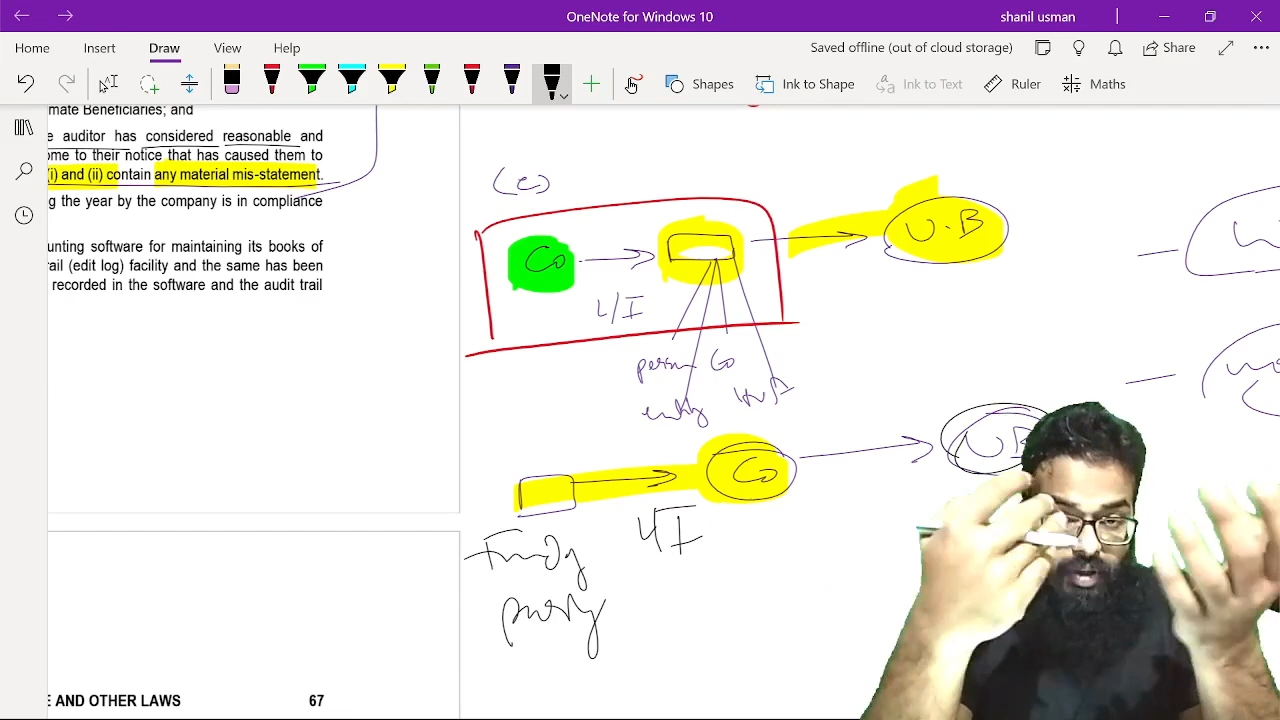 OneNote for Windows 10
shanil usman
Home Insert Draw View Help
Saved offline (out of cloud storage)
Share
Shapes
Ink to Shape
Ink to Text
Ruler
Maths
mate Beneficiaries; and
e auditor has considered reasonable and
ome to their notice that has caused them to
(i) and (ii) contain any material mis-statement.
g the year by the company is in compliance
unting software for maintaining its books of
rail (edit log) facility and the same has been
recorded in the software and the audit trail
(e)
Co
U.B
L/I
person Co
entity
Co
UB
L/I
Funding
party
E AND OTHER LAWS 67